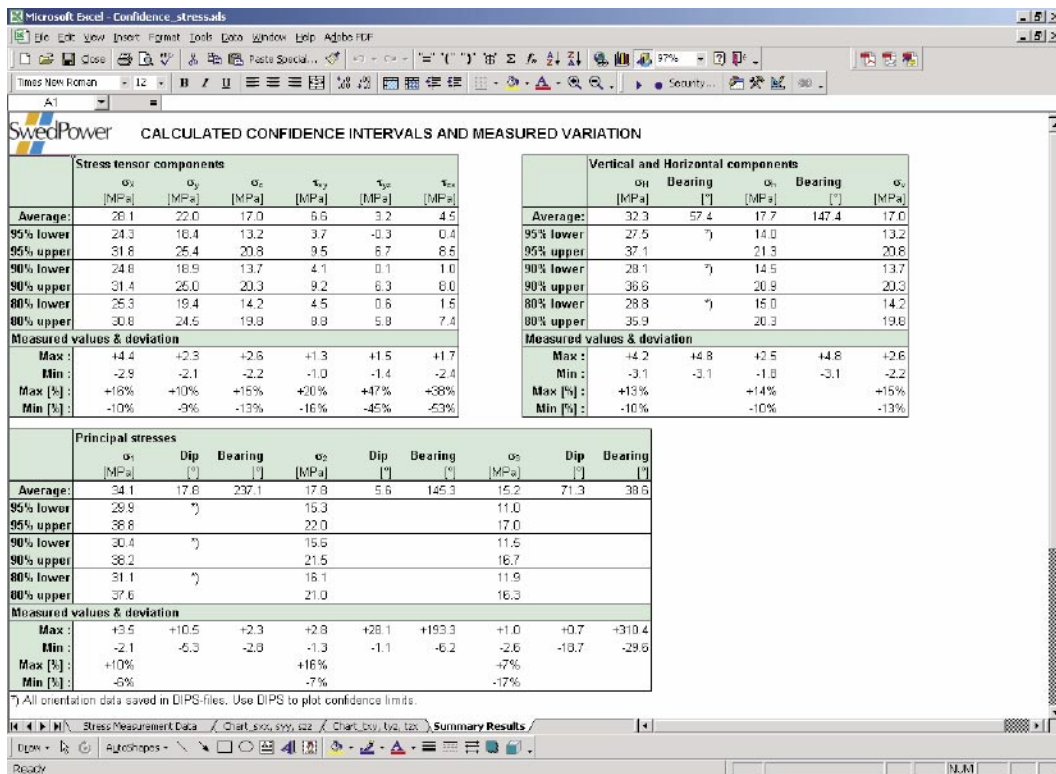 Microsoft Excel - Confidence_stress.xls
File Edit View Insert Format Tools Data Window Help Adobe PDF
Close Paste Special... 97%
Times New Roman 12 B I U Security...
A1 =
SwedPower CALCULATED CONFIDENCE INTERVALS AND MEASURED VARIATION
Stress tensor components
σx σy σz τxy τyz τzx
[MPa] [MPa] [MPa] [MPa] [MPa] [MPa]
Average: 28.1 22.0 17.0 6.6 3.2 4.5
95% lower 24.3 18.4 13.2 3.7 -0.3 0.4
95% upper 31.8 25.4 20.8 9.5 6.7 8.5
90% lower 24.8 18.9 13.7 4.1 0.1 1.0
90% upper 31.4 25.0 20.3 9.2 6.3 8.0
80% lower 25.3 19.4 14.2 4.5 0.6 1.5
80% upper 30.8 24.5 19.8 8.8 5.8 7.4
Measured values & deviation
Max : +4.4 +2.3 +2.6 +1.3 +1.5 +1.7
Min : -2.9 -2.1 -2.2 -1.0 -1.4 -2.4
Max [%] : +16% +10% +15% +20% +47% +38%
Min [%] : -10% -9% -13% -16% -45% -53%
Vertical and Horizontal components
σH Bearing σh Bearing σv
[MPa] [°] [MPa] [°] [MPa]
Average: 32.3 57.4 17.7 147.4 17.0
95% lower 27.5 *) 14.0 13.2
95% upper 37.1 21.3 20.8
90% lower 28.1 *) 14.5 13.7
90% upper 36.6 20.9 20.3
80% lower 28.8 *) 15.0 14.2
80% upper 35.9 20.3 19.8
Measured values & deviation
Max : +4.2 +4.8 +2.5 +4.8 +2.6
Min : -3.1 -3.1 -1.8 -3.1 -2.2
Max [%] : +13% +14% +15%
Min [%] : -10% -10% -13%
Principal stresses
σ1 Dip Bearing σ2 Dip Bearing σ3 Dip Bearing
[MPa] [°] [°] [MPa] [°] [°] [MPa] [°] [°]
Average: 34.1 17.8 237.1 17.8 5.6 145.3 15.2 71.3 38.6
95% lower 29.9 *) 15.3 11.0
95% upper 38.8 22.0 17.0
90% lower 30.4 *) 15.6 11.5
90% upper 38.2 21.5 16.7
80% lower 31.1 *) 16.1 11.9
80% upper 37.6 21.0 16.3
Measured values & deviation
Max : +3.5 +10.5 +2.3 +2.8 +28.1 +193.3 +1.0 +0.7 +310.4
Min : -2.1 -5.3 -2.8 -1.3 -1.1 -6.2 -2.6 -18.7 -29.6
Max [%] : +10% +16% +7%
Min [%] : -6% -7% -17%
*) All orientation data saved in DIPS-files. Use DIPS to plot confidence limits.
Stress Measurement Data / Chart_sxx, syy, szz / Chart_txy, tyz, tzx / Summary Results /
Draw AutoShapes
Ready NUM